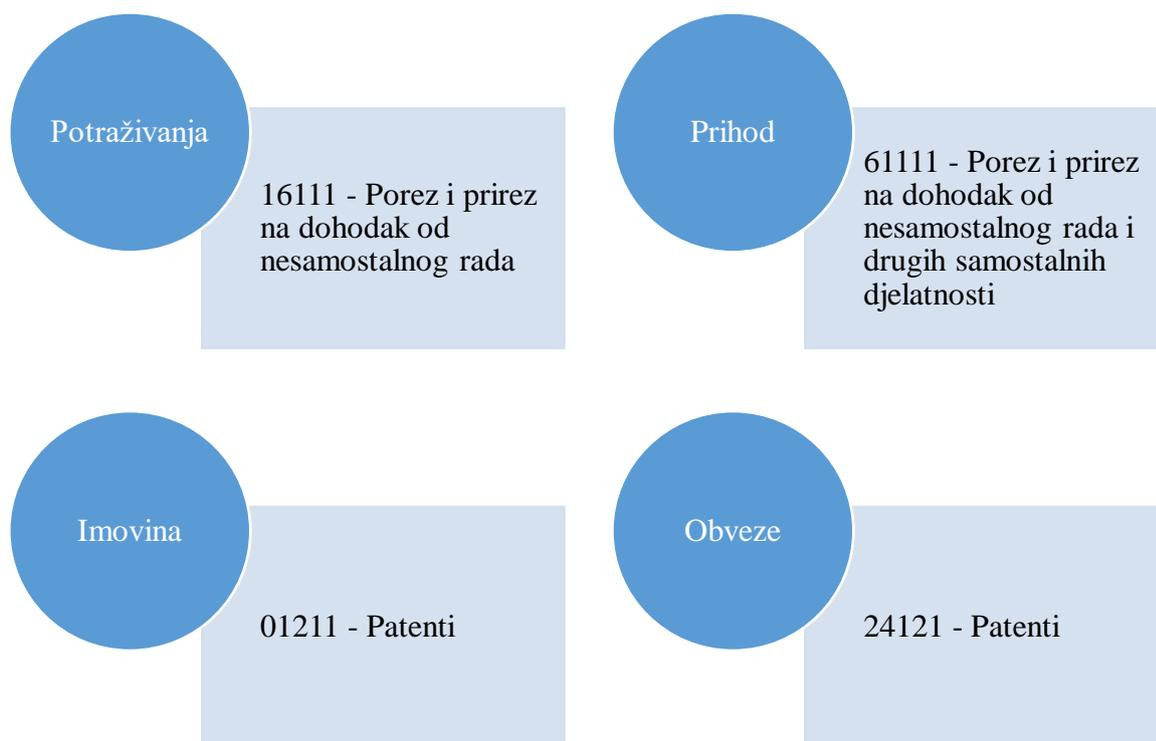 Potraživanja
16111 - Porez i prirez
na dohodak od
nesamostalnog rada
Prihod
61111 - Porez i prirez
na dohodak od
nesamostalnog rada i
drugih samostalnih
djelatnosti
Imovina
01211 - Patenti
Obveze
24121 - Patenti